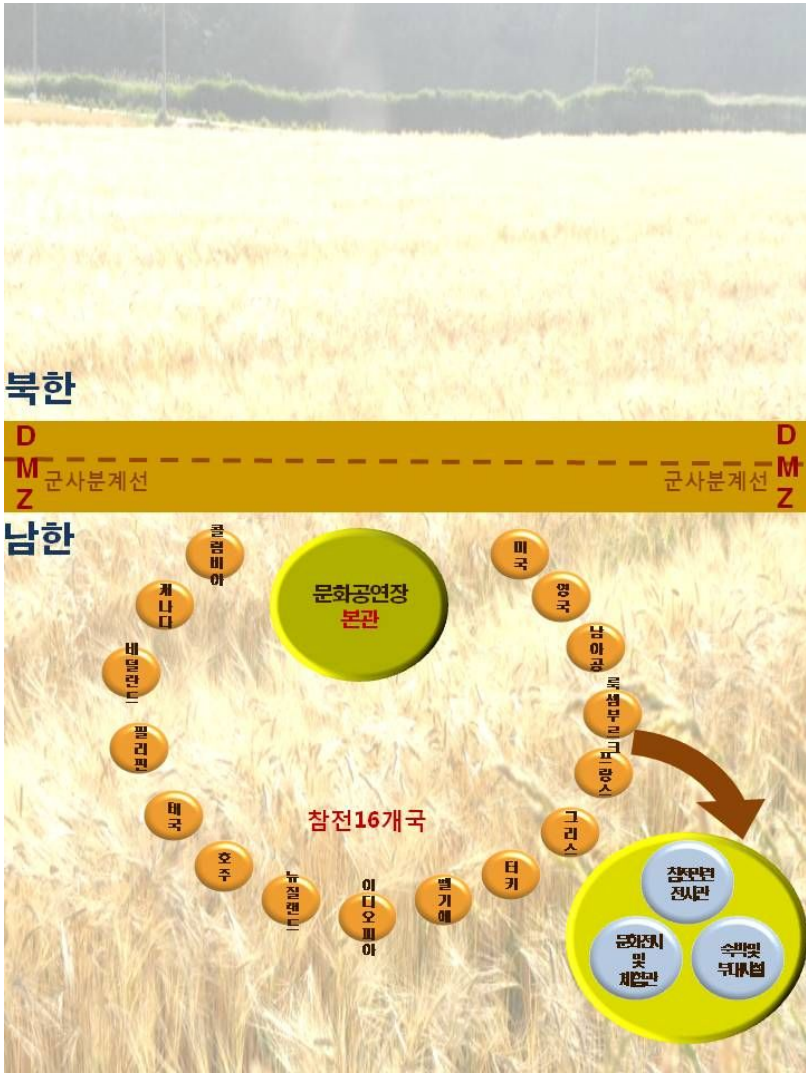 북한
DMZ
DMZ
군사분계선
군사분계선
남한
콜롬비아
캐나다
네덜란드
필리핀
태국
호주
뉴질랜드
이디오피아
벨기에
터키
그리스
프랑스
룩셈부르크
남아공
영국
미국
문화공연장
본관
참전16개국
참전관련
전시관
문화전시
및
체험관
숙박및
부대시설